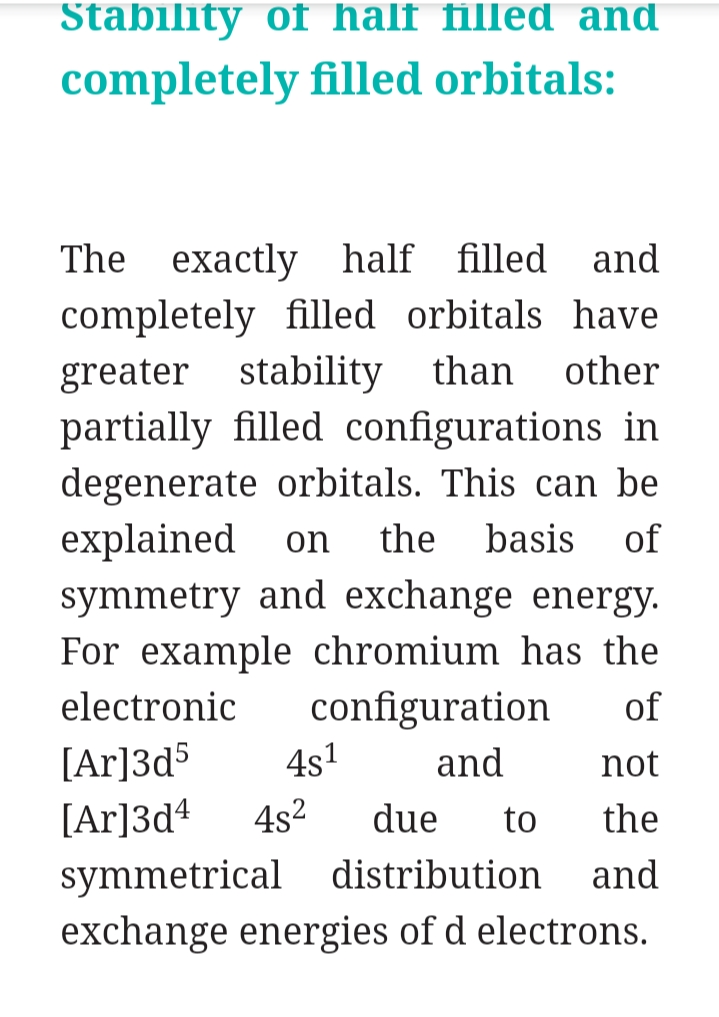 Stability of half filled and
completely filled orbitals:
The exactly half filled and
completely filled orbitals have
greater stability than other
partially filled configurations in
degenerate orbitals. This can be
explained on the basis of
symmetry and exchange energy.
For example chromium has the
electronic configuration of
[Ar]3d⁵ 4s¹ and not
[Ar]3d⁴ 4s² due to the
symmetrical distribution and
exchange energies of d electrons.